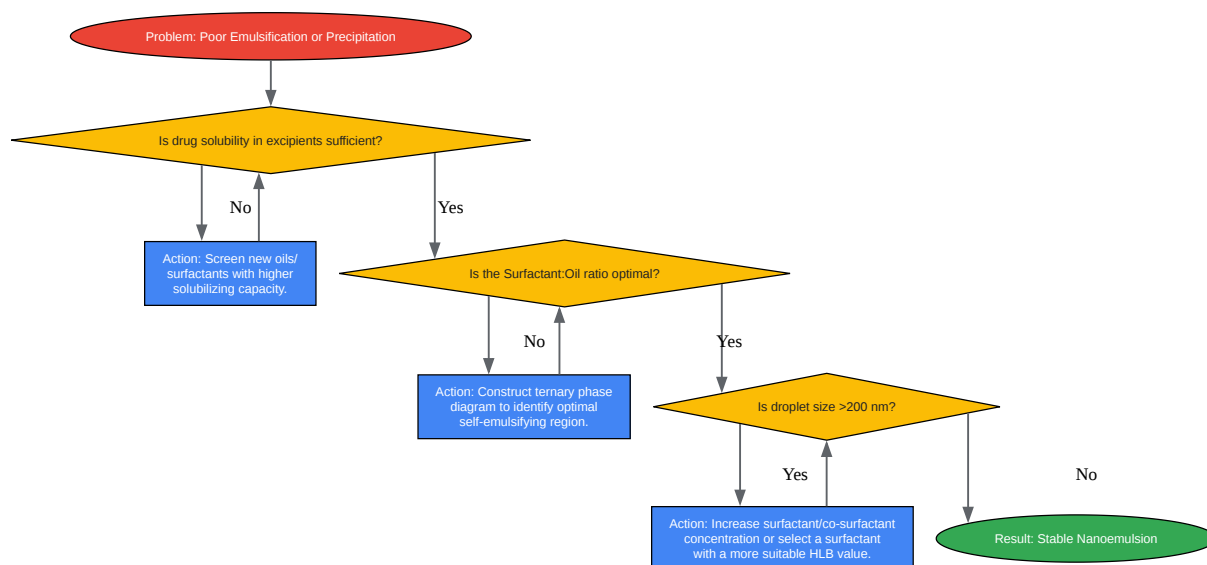 Problem: Poor Emulsification or Precipitation
Is drug solubility in excipients sufficient?
No
Yes
Action: Screen new oils/
surfactants with higher
solubilizing capacity.
Is the Surfactant:Oil ratio optimal?
No
Yes
Action: Construct ternary phase
diagram to identify optimal
self-emulsifying region.
Is droplet size >200 nm?
Yes
No
Action: Increase surfactant/co-surfactant
concentration or select a surfactant
with a more suitable HLB value.
Result: Stable Nanoemulsion